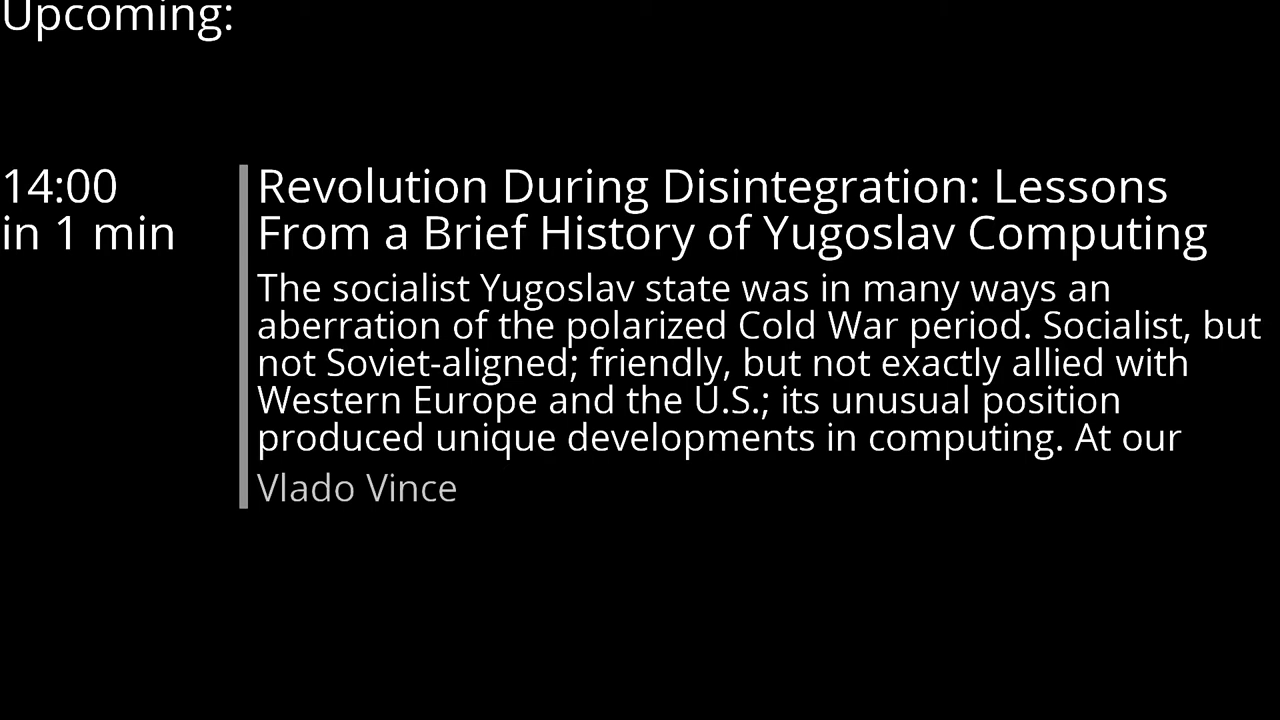 Upcoming:
14:00
in 1 min
Revolution During Disintegration: Lessons
From a Brief History of Yugoslav Computing
The socialist Yugoslav state was in many ways an
aberration of the polarized Cold War period. Socialist, but
not Soviet-aligned; friendly, but not exactly allied with
Western Europe and the U.S.; its unusual position
produced unique developments in computing. At our
Vlado Vince